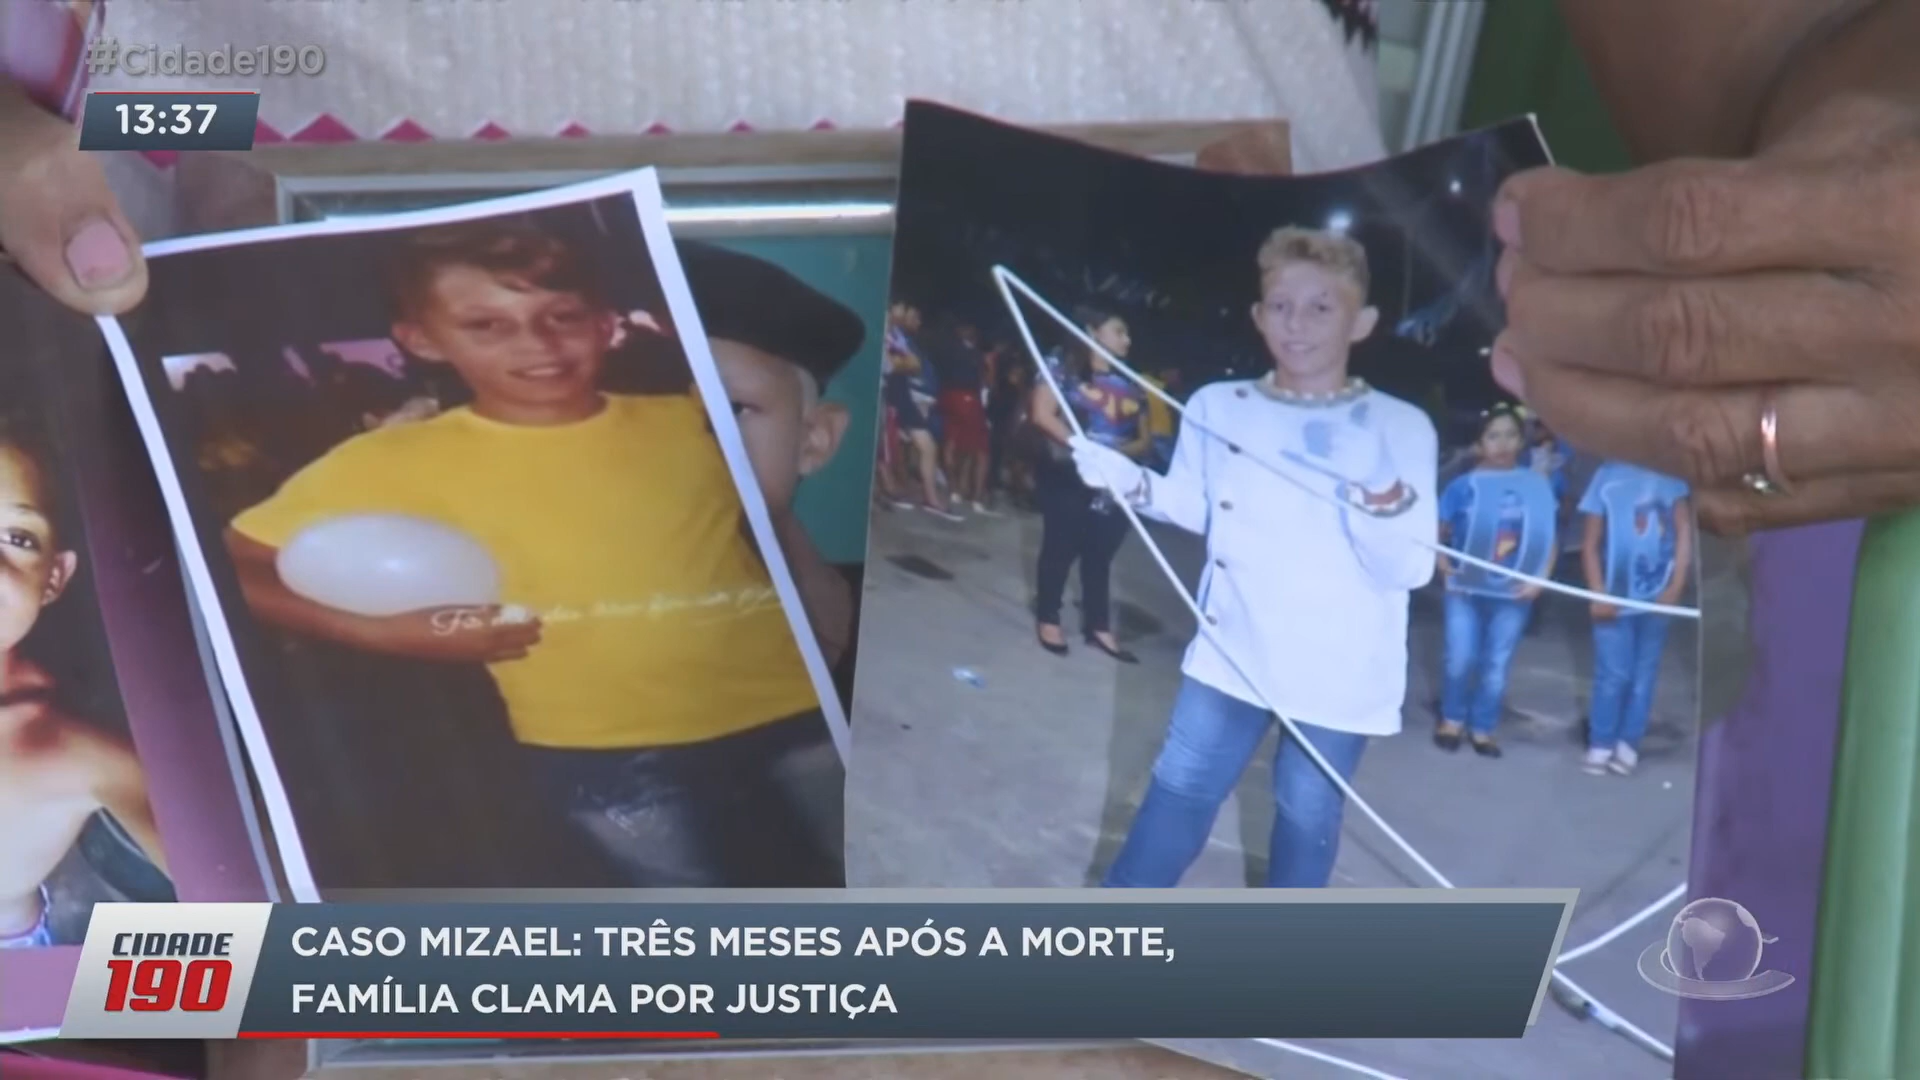 #Cidade190
13:37
CIDADE
190
CASO MIZAEL: TRÊS MESES APÓS A MORTE,
FAMÍLIA CLAMA POR JUSTIÇA